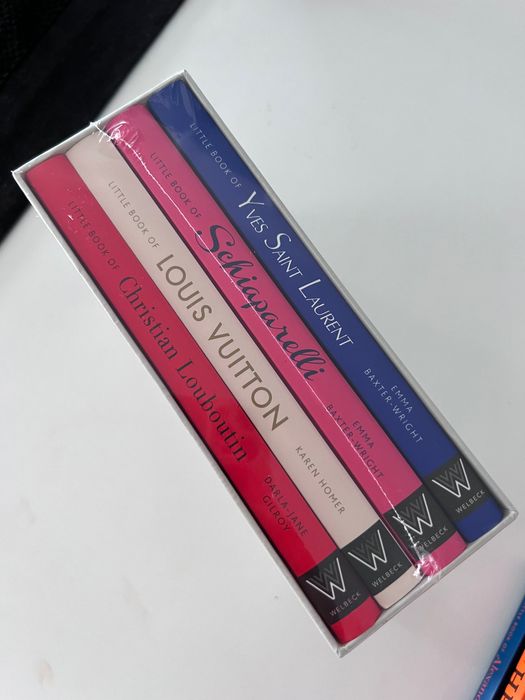 LITTLE BOOK OF
Christian Louboutin
DARLA-JANE
GILROY
W
WELBECK
LITTLE BOOK OF
LOUIS VUITTON
KAREN HOMER
W
WELBECK
LITTLE BOOK OF
Schiaparelli
EMMA
BAXTER-WRIGHT
W
WELBECK
LITTLE BOOK OF
YVES SAINT LAURENT
EMMA
BAXTER-WRIGHT
W
WELBECK